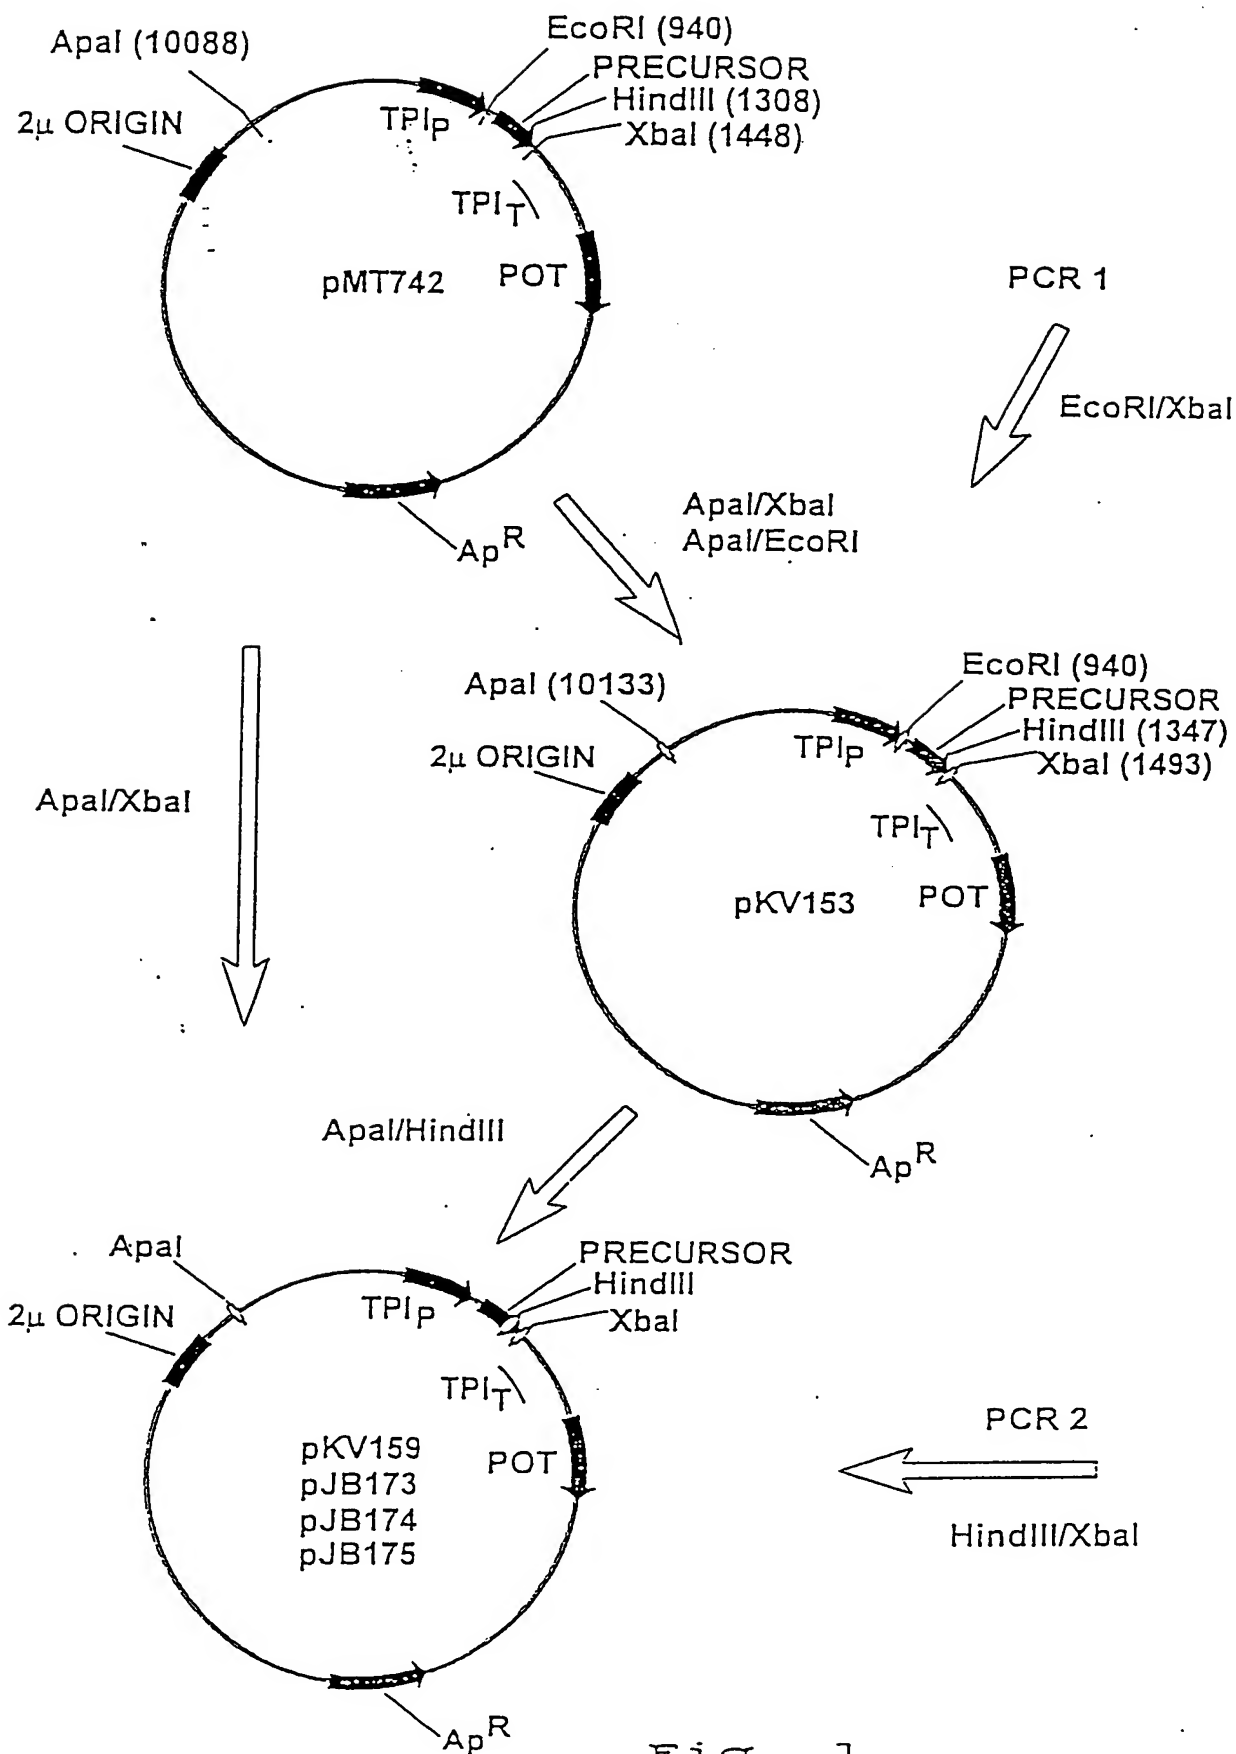 ApaI (10088)
EcoRI (940)
PRECURSOR
HindIII (1308)
XbaI (1448)
2µ ORIGIN
TPIP
TPIT
pMT742
POT
ApR
PCR 1
EcoRI/XbaI
ApaI/XbaI
ApaI/EcoRI
ApaI/XbaI
ApaI (10133)
EcoRI (940)
PRECURSOR
HindIII (1347)
XbaI (1493)
2µ ORIGIN
TPIP
TPIT
pKV153
POT
ApR
ApaI/HindIII
ApaI
PRECURSOR
HindIII
XbaI
2µ ORIGIN
TPIP
TPIT
pKV159
pJB173
pJB174
pJB175
POT
ApR
PCR 2
HindIII/XbaI